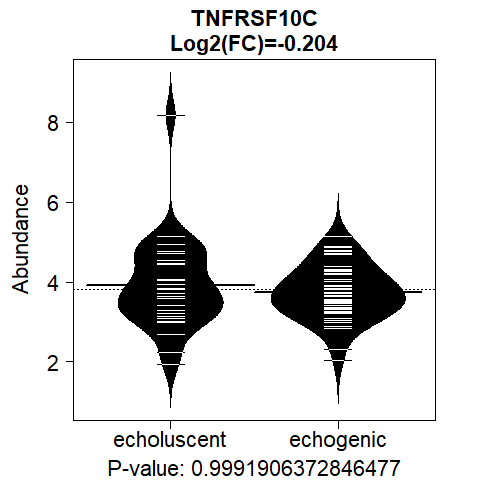 TNFRSF10C
Log2(FC)=-0.204
Abundance
8
6
4
2
echoluscent echogenic
P-value: 0.9991906372846477